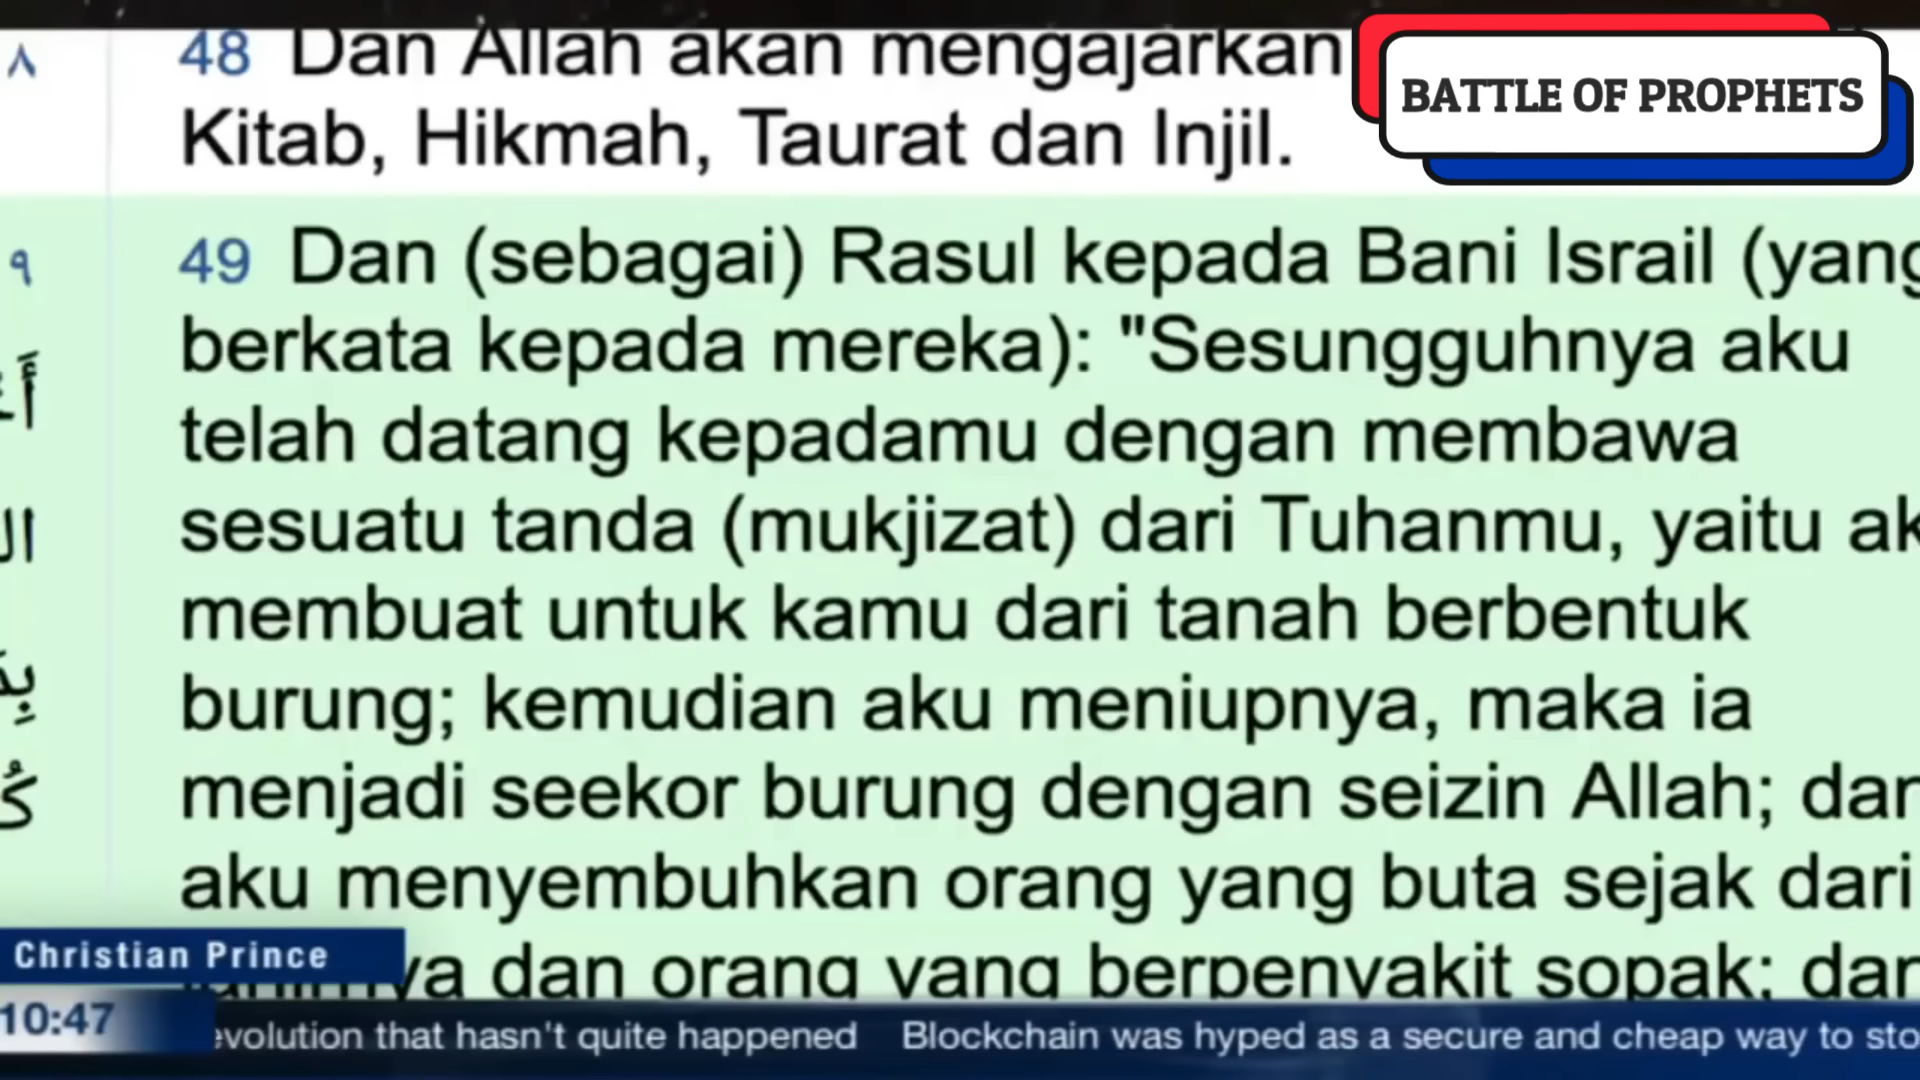 BATTLE OF PROPHETS
٨
48 Dan Allah akan mengajarkan
Kitab, Hikmah, Taurat dan Injil.
٩
49 Dan (sebagai) Rasul kepada Bani Israil (yang
berkata kepada mereka): "Sesungguhnya aku
telah datang kepadamu dengan membawa
sesuatu tanda (mukjizat) dari Tuhanmu, yaitu ak
membuat untuk kamu dari tanah berbentuk
burung; kemudian aku meniupnya, maka ia
menjadi seekor burung dengan seizin Allah; dan
aku menyembuhkan orang yang buta sejak dari
dan orang yang berpenyakit sopak; dan
Christian Prince
10:47
evolution that hasn't quite happened Blockchain was hyped as a secure and cheap way to sto